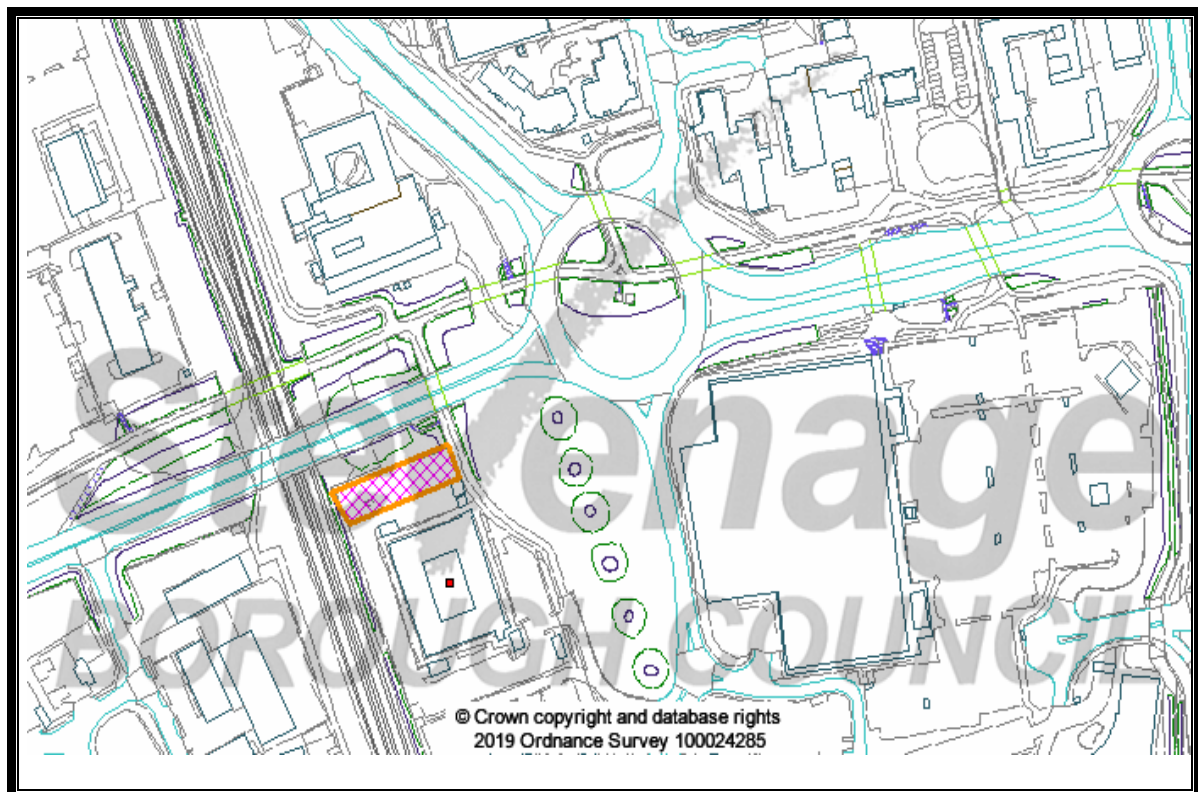 Stevenage
BOROUGH COUNCIL
© Crown copyright and database rights
2019 Ordnance Survey 100024285